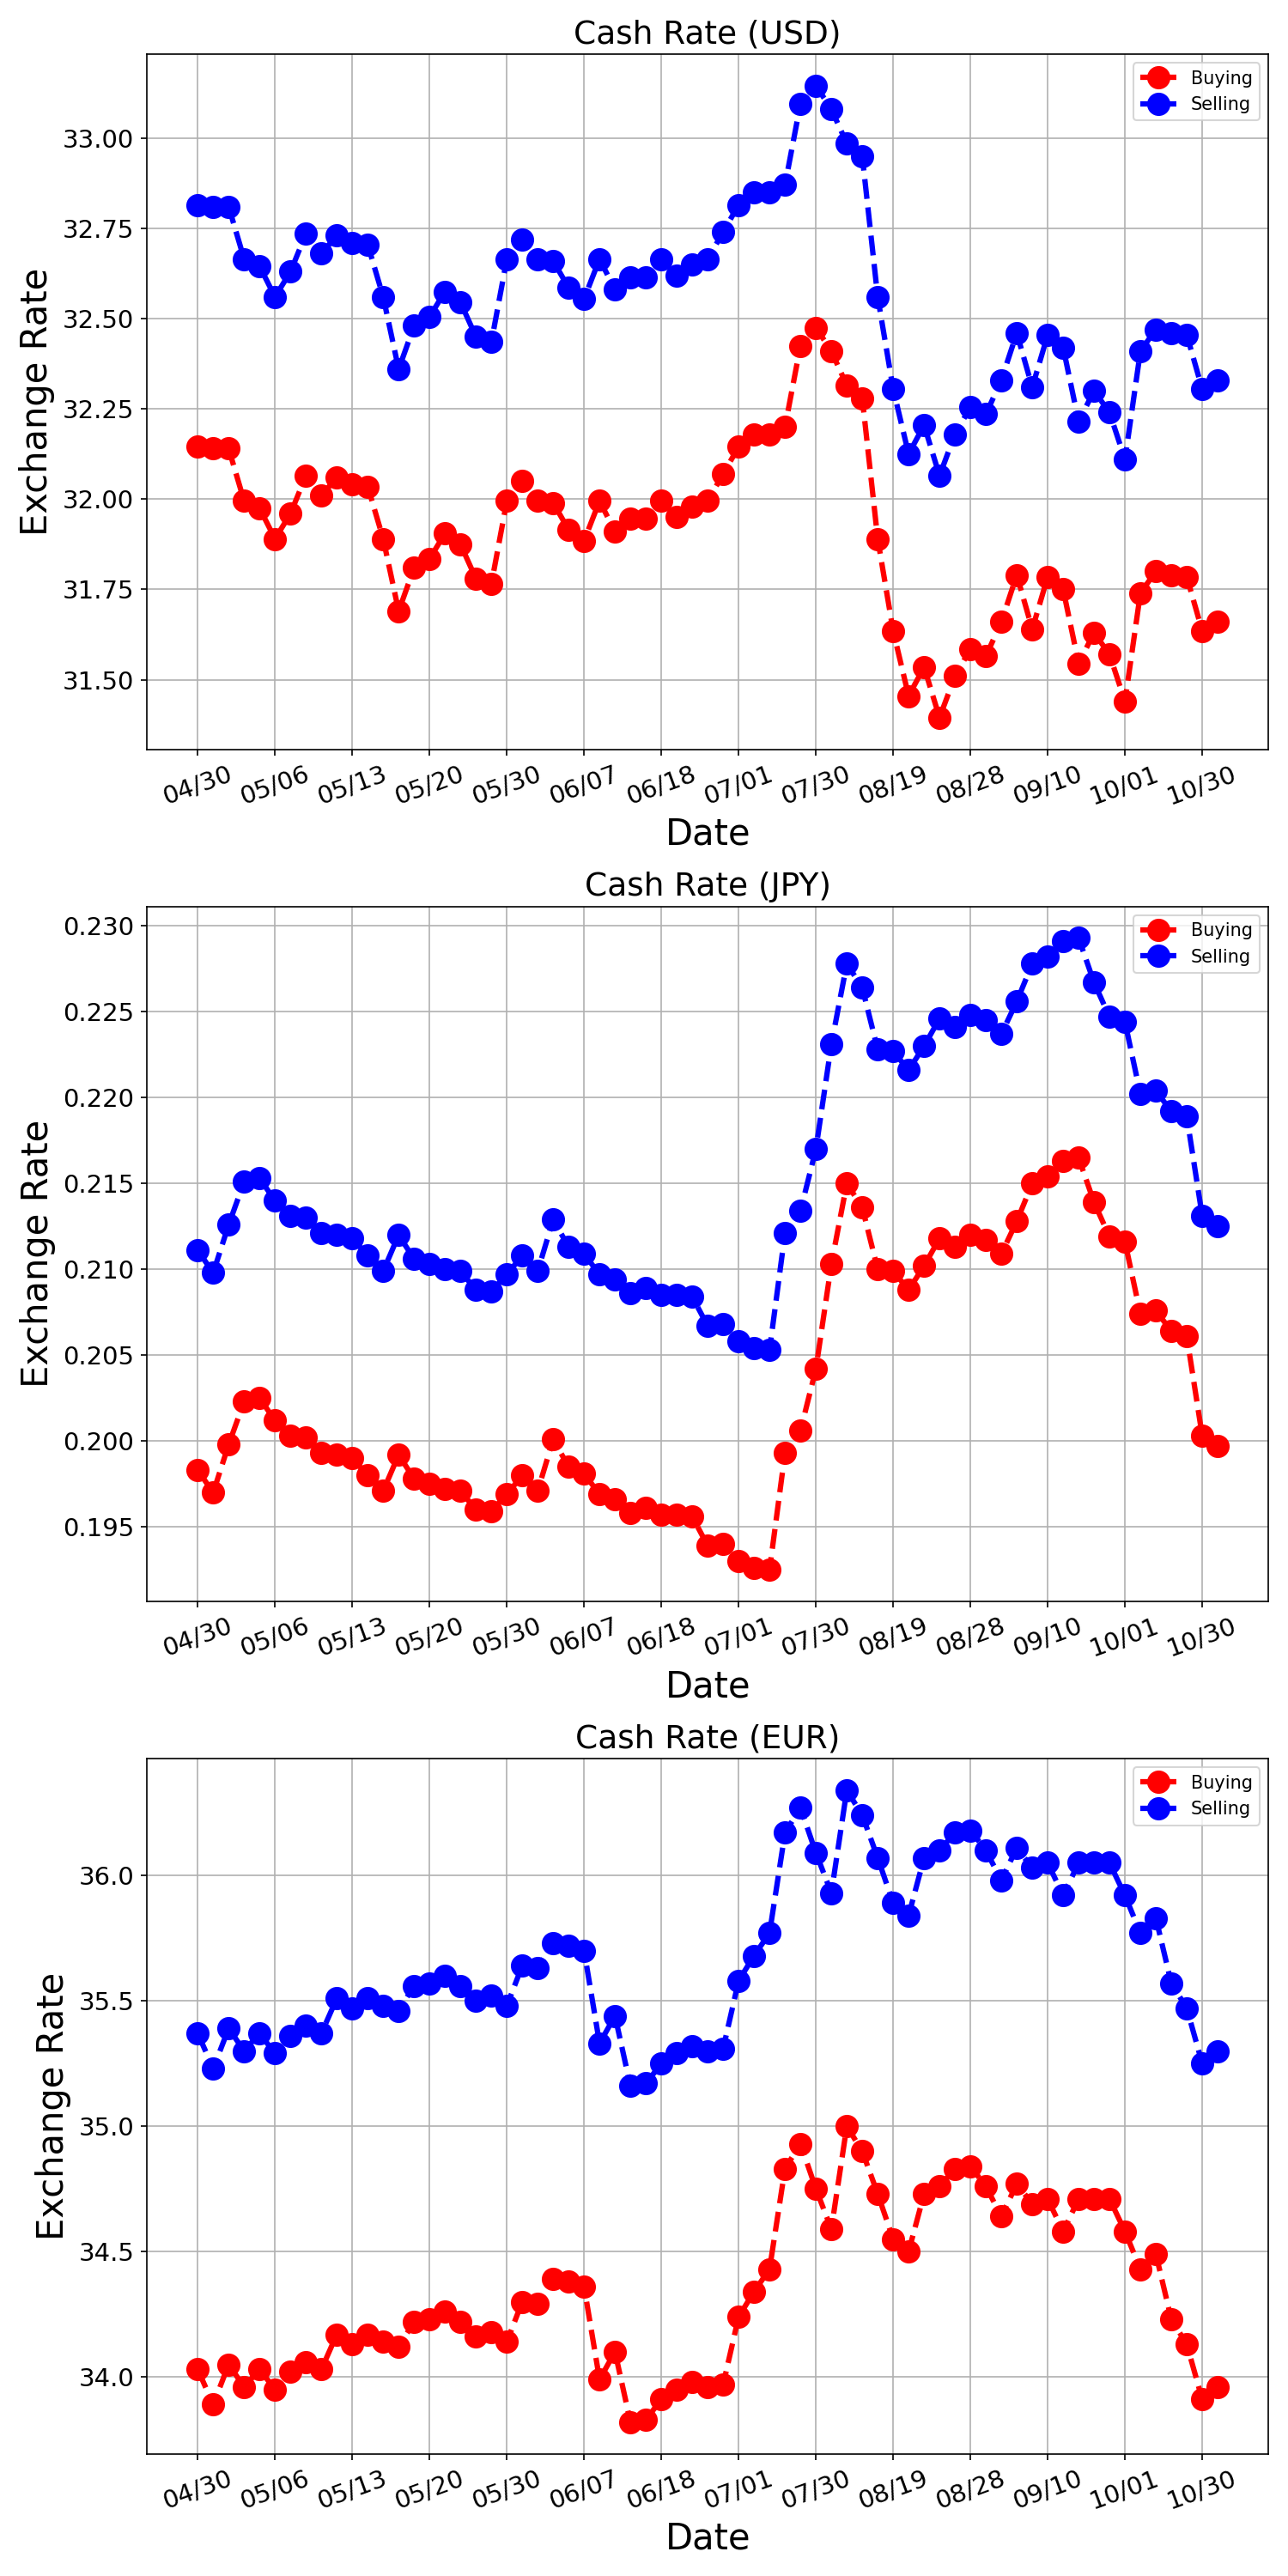 Cash Rate (USD)
Buying
Selling
Exchange Rate
33.00
32.75
32.50
32.25
32.00
31.75
31.50
04/30 05/06 05/13 05/20 05/30 06/07 06/18 07/01 07/30 08/19 08/28 09/10 10/01 10/30
Date
Cash Rate (JPY)
Buying
Selling
Exchange Rate
0.230
0.225
0.220
0.215
0.210
0.205
0.200
0.195
04/30 05/06 05/13 05/20 05/30 06/07 06/18 07/01 07/30 08/19 08/28 09/10 10/01 10/30
Date
Cash Rate (EUR)
Buying
Selling
Exchange Rate
36.0
35.5
35.0
34.5
34.0
04/30 05/06 05/13 05/20 05/30 06/07 06/18 07/01 07/30 08/19 08/28 09/10 10/01 10/30
Date